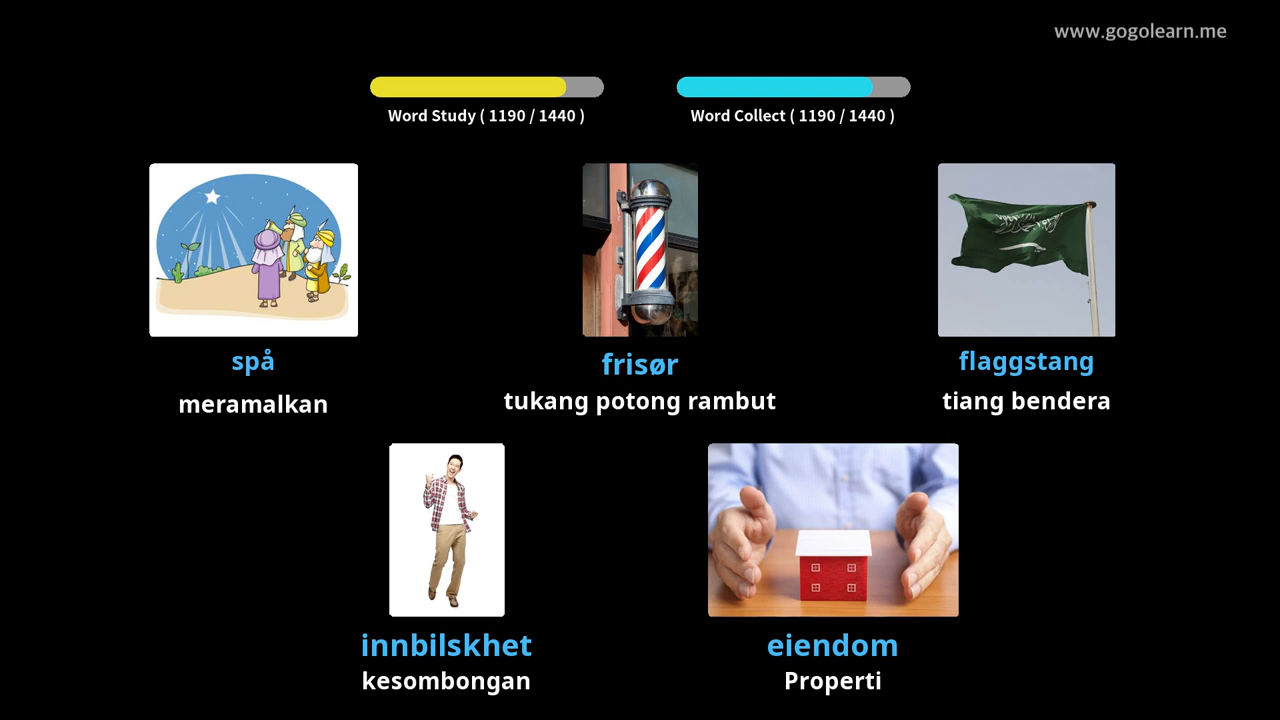 www.gogolearn.me
Word Study ( 1190 / 1440 )
Word Collect ( 1190 / 1440 )
spå
meramalkan
frisør
tukang potong rambut
flaggstang
tiang bendera
innbilskhet
kesombongan
eiendom
Properti